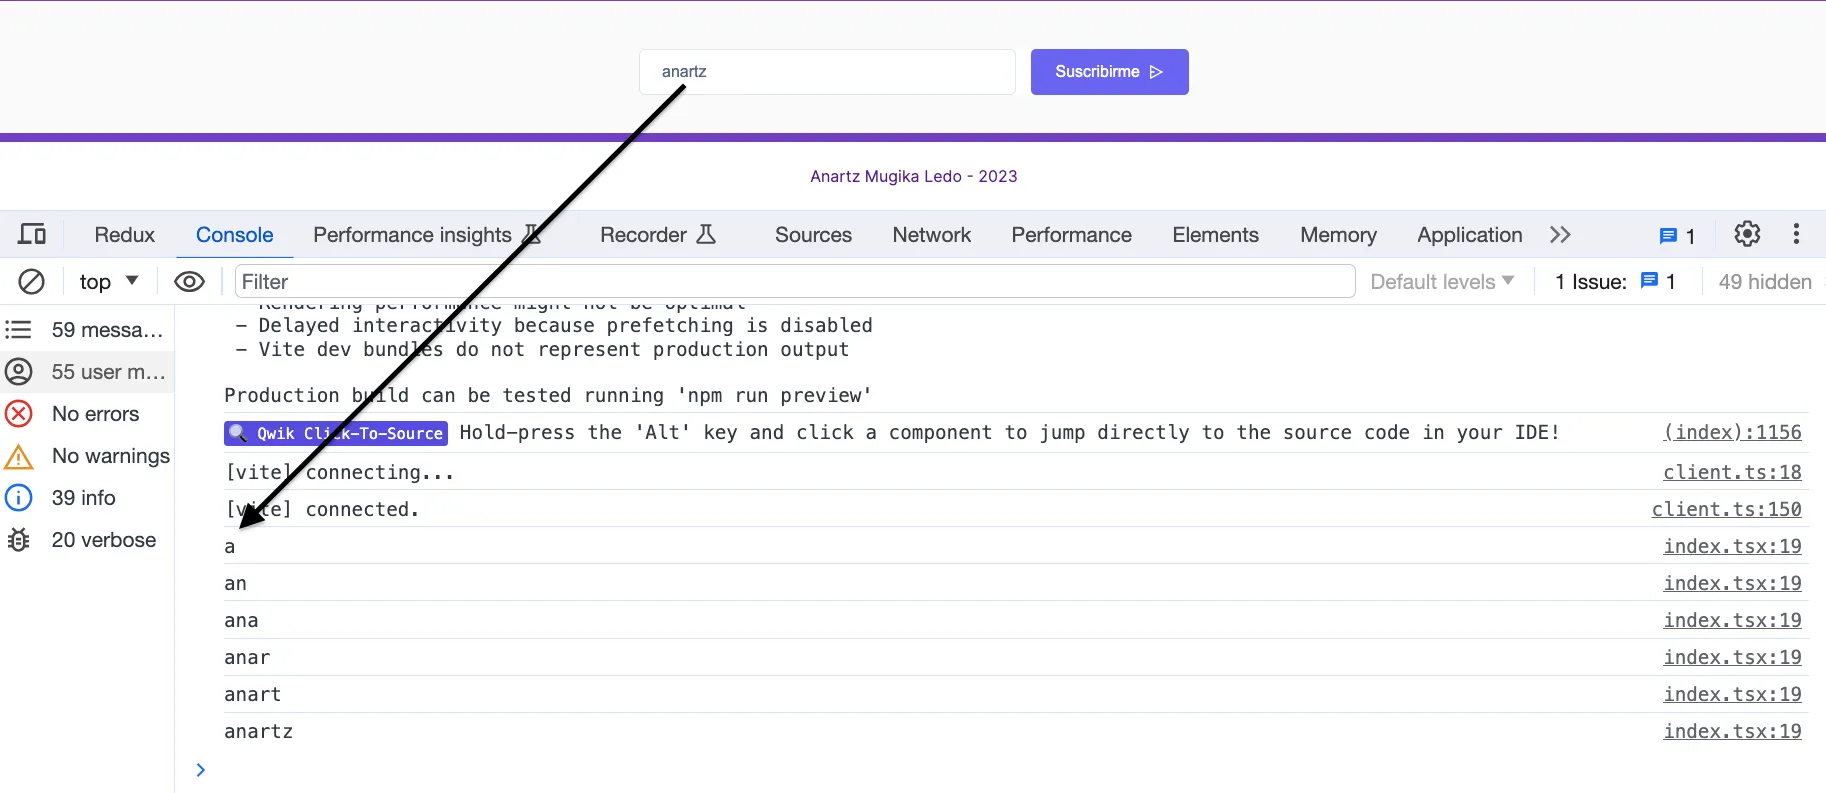 anartz
Suscribirme
Anartz Mugika Ledo - 2023
Redux Console Performance insights Recorder Sources Network Performance Elements Memory Application 1
top Filter Default levels 1 Issue: 1 49 hidden
59 messa...
55 user m...
No errors
No warnings
39 info
20 verbose
- Rendering performance might not be optimal
- Delayed interactivity because prefetching is disabled
- Vite dev bundles do not represent production output
Production build can be tested running 'npm run preview'
Qwik Click-To-Source Hold-press the 'Alt' key and click a component to jump directly to the source code in your IDE! (index):1156
[vite] connecting... client.ts:18
[vite] connected. client.ts:150
a index.tsx:19
an index.tsx:19
ana index.tsx:19
anar index.tsx:19
anart index.tsx:19
anartz index.tsx:19